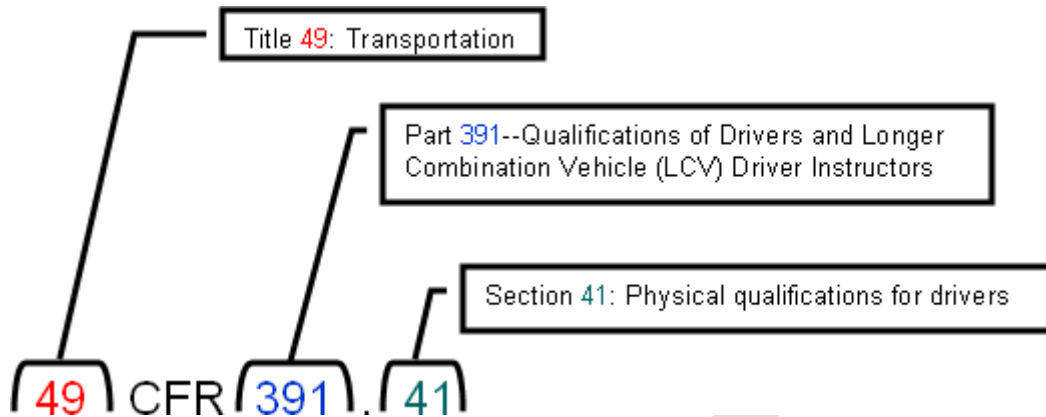 Title 49: Transportation
Part 391--Qualifications of Drivers and Longer
Combination Vehicle (LCV) Driver Instructors
Section 41: Physical qualifications for drivers
49 CFR 391.41